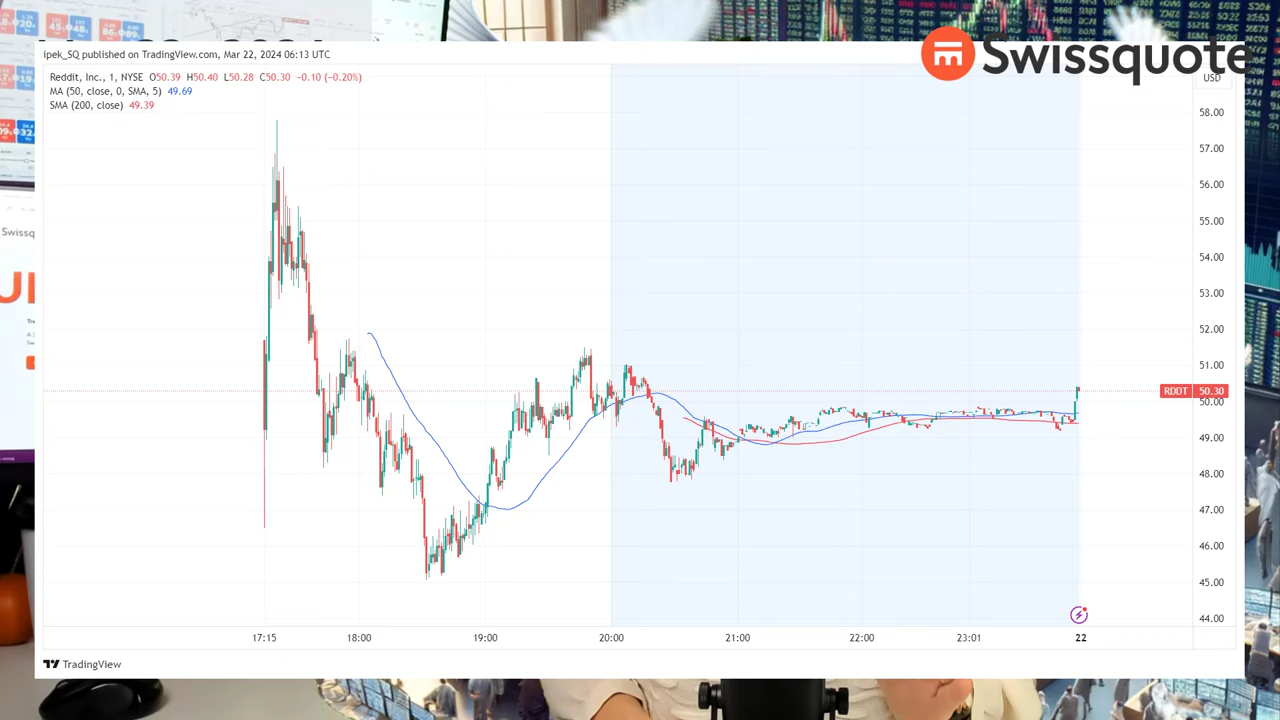 Swissquote
ipek_SQ published on TradingView.com, Mar 22, 2024 06:13 UTC
Reddit, Inc., 1, NYSE O50.39 H50.40 L50.28 C50.30 -0.10 (-0.20%)
MA (50, close, 0, SMA, 5) 49.69
SMA (200, close) 49.39
USD
58.00
57.00
56.00
55.00
54.00
53.00
52.00
51.00
RDDT 50.30
50.00
49.00
48.00
47.00
46.00
45.00
44.00
17:15 18:00 19:00 20:00 21:00 22:00 23:01 22
TradingView
Swissq